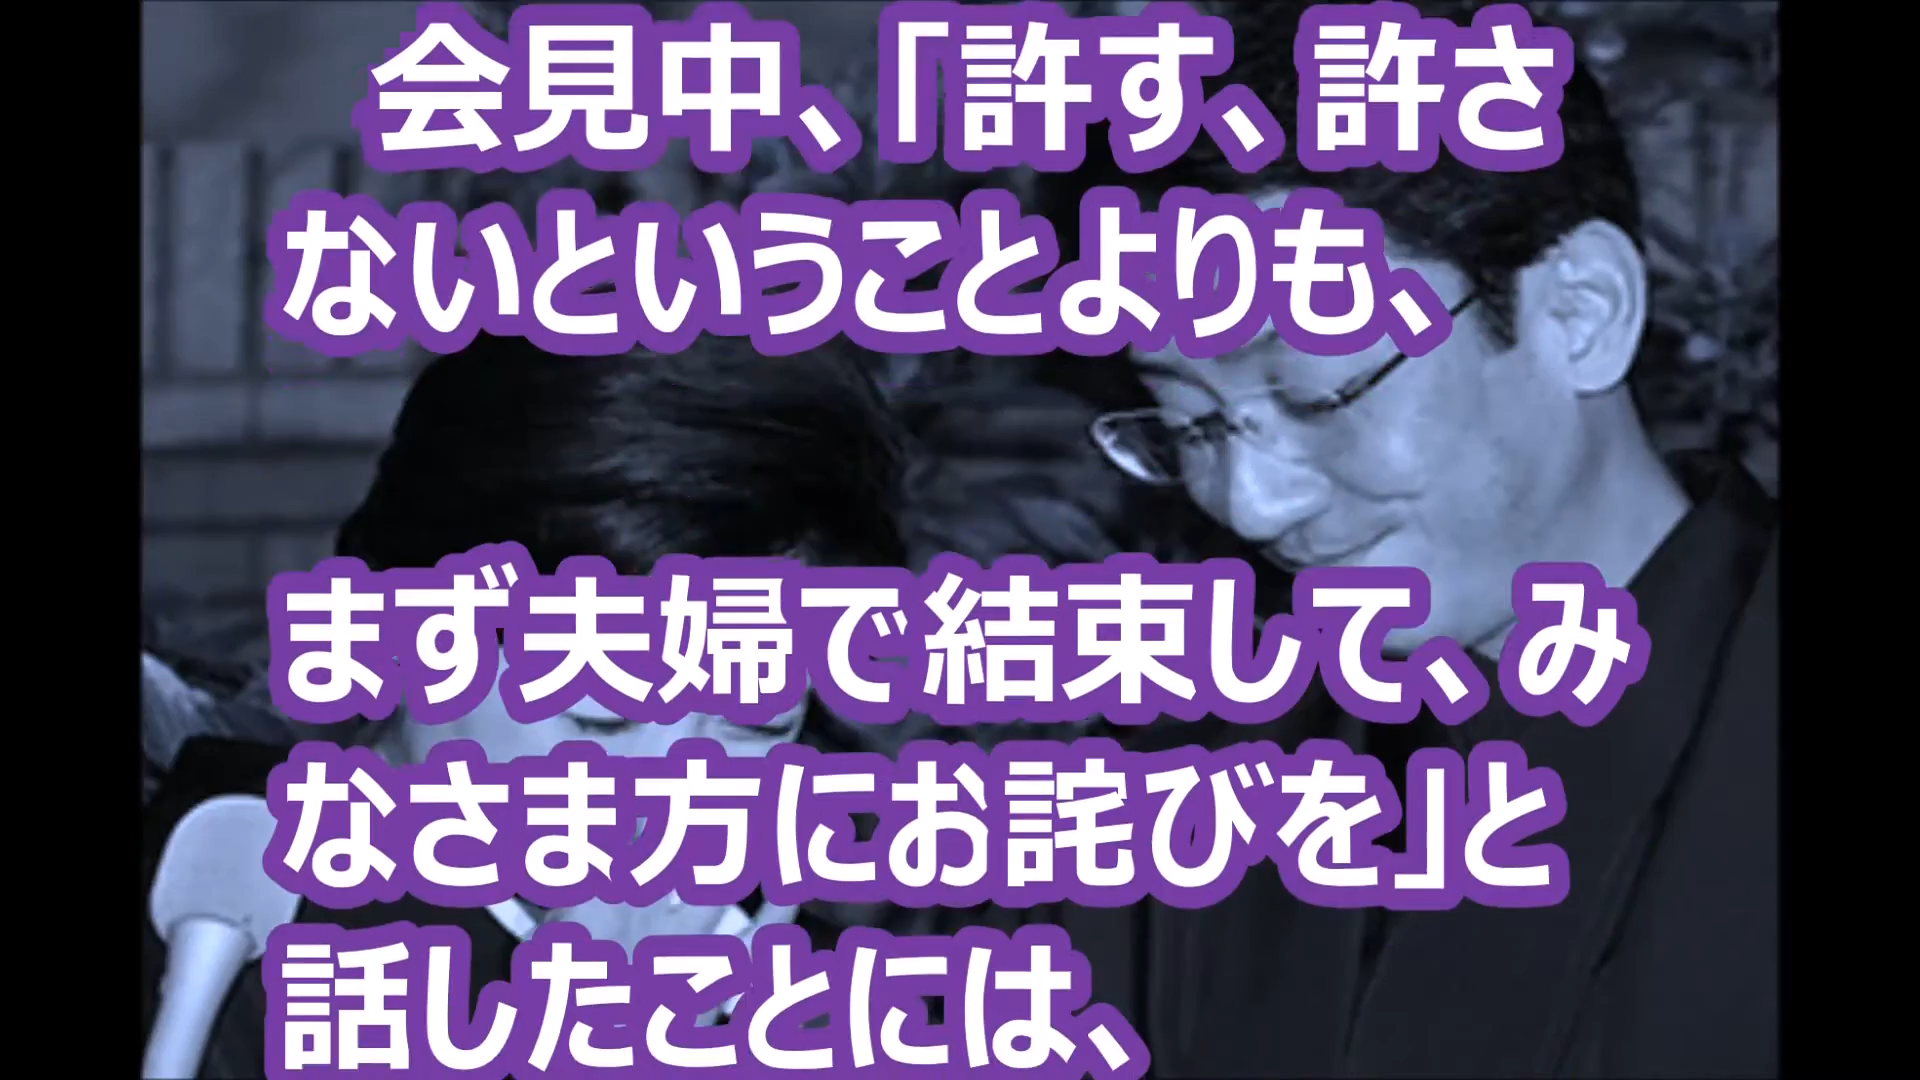 会見中、「許す、許さ
ないということよりも、
まず夫婦で結束して、み
なさま方にお詫びを」と
話したことには、